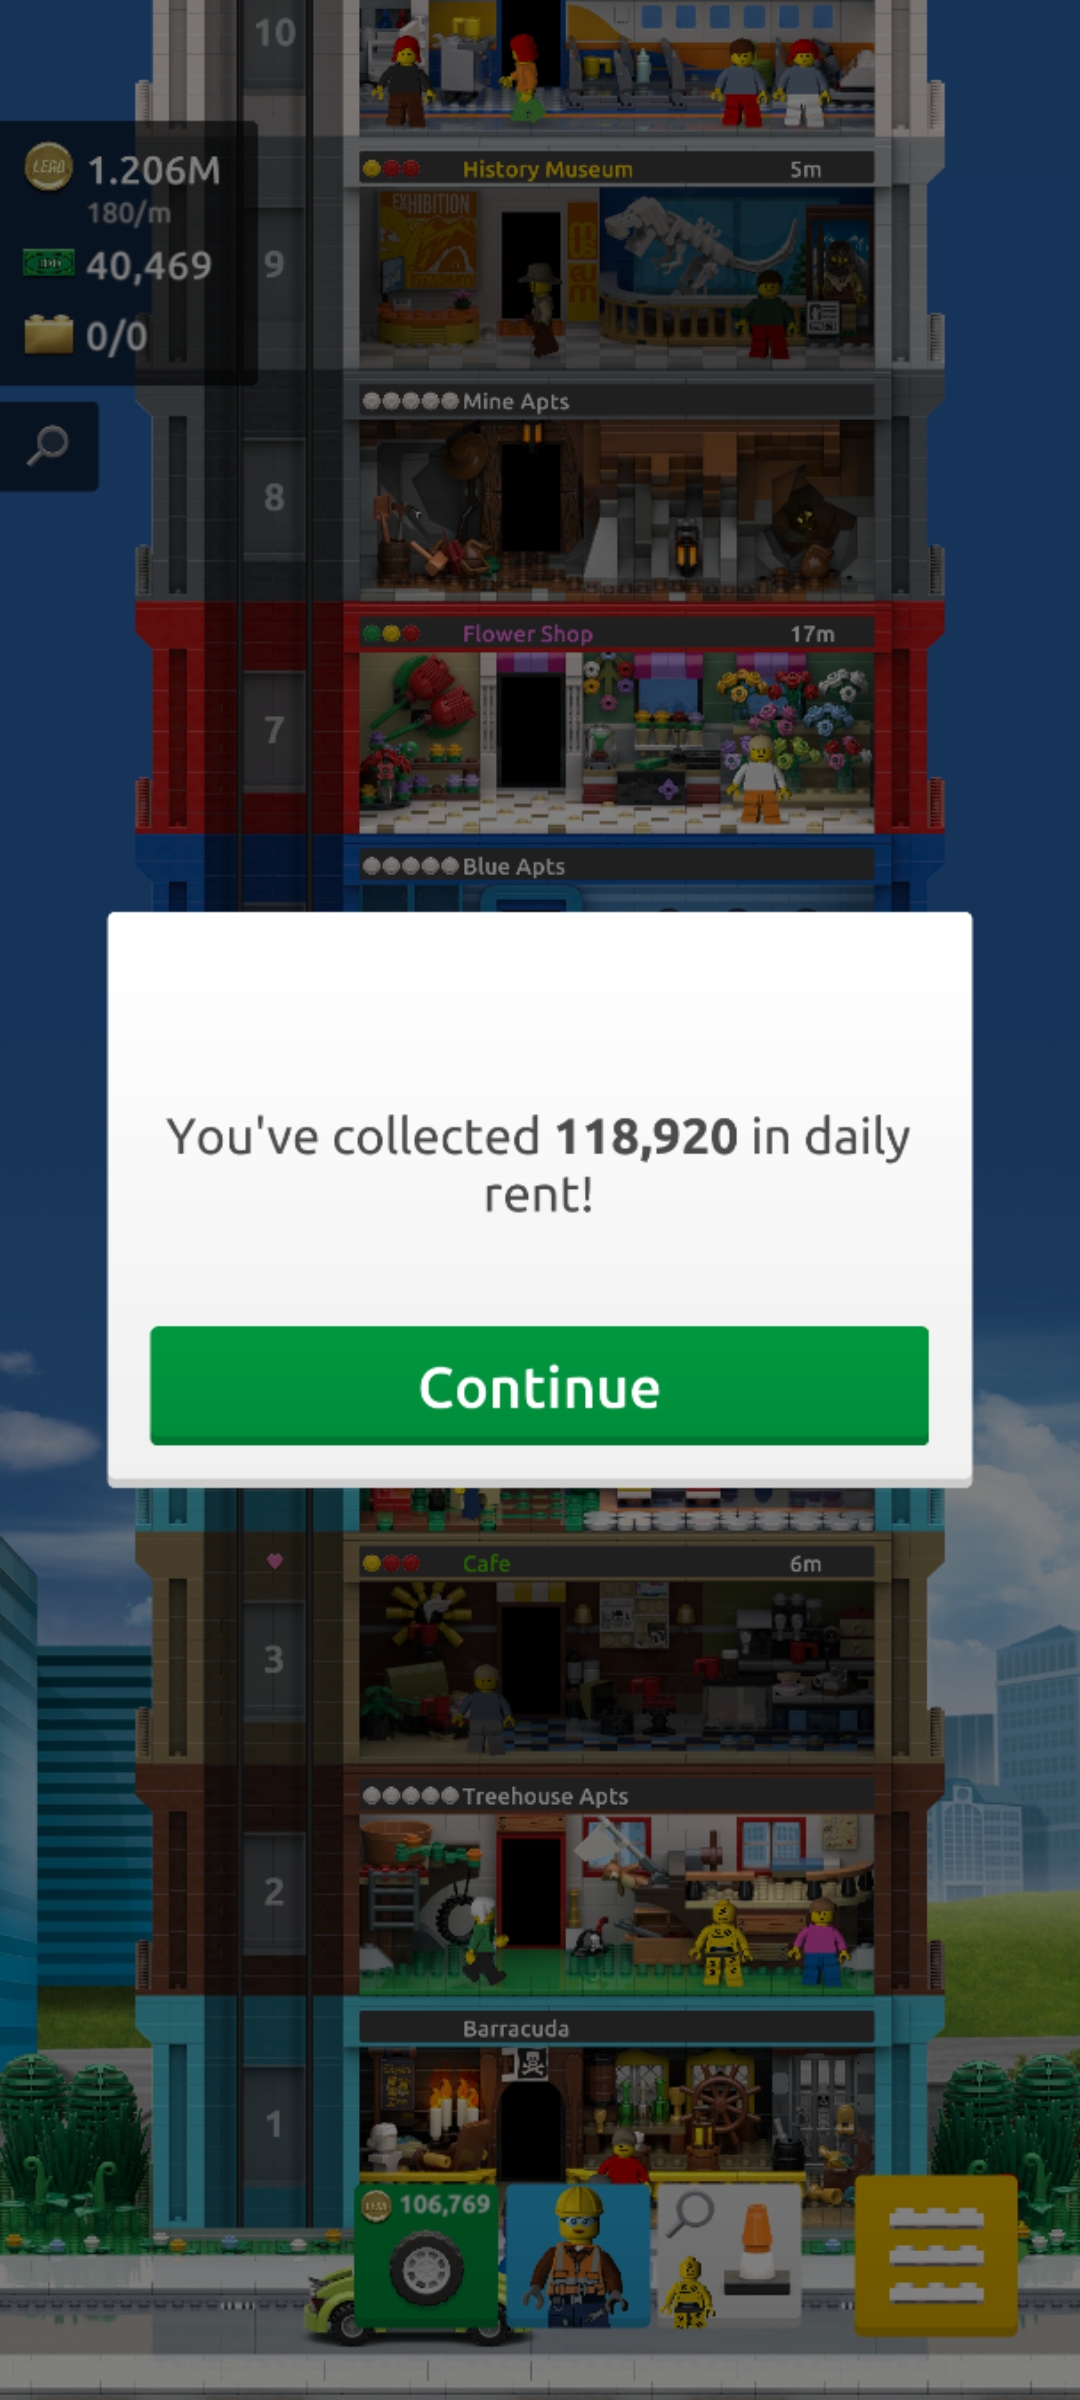 10
LEGO
1.206M
180/m
40,469
0/0
History Museum 5m
EXHIBITION
9
Mine Apts
8
Flower Shop 17m
7
Blue Apts
You've collected 118,920 in daily
rent!
Continue
Cafe 6m
3
Treehouse Apts
2
Barracuda
1
106,769